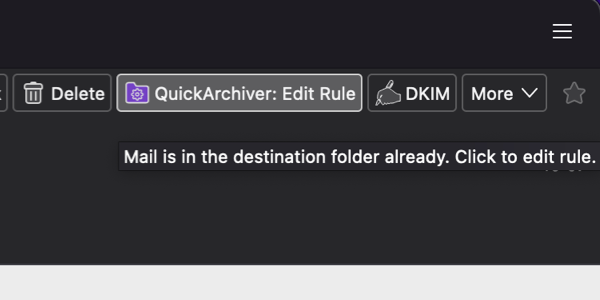 Delete QuickArchiver: Edit Rule DKIM More
Mail is in the destination folder already. Click to edit rule.